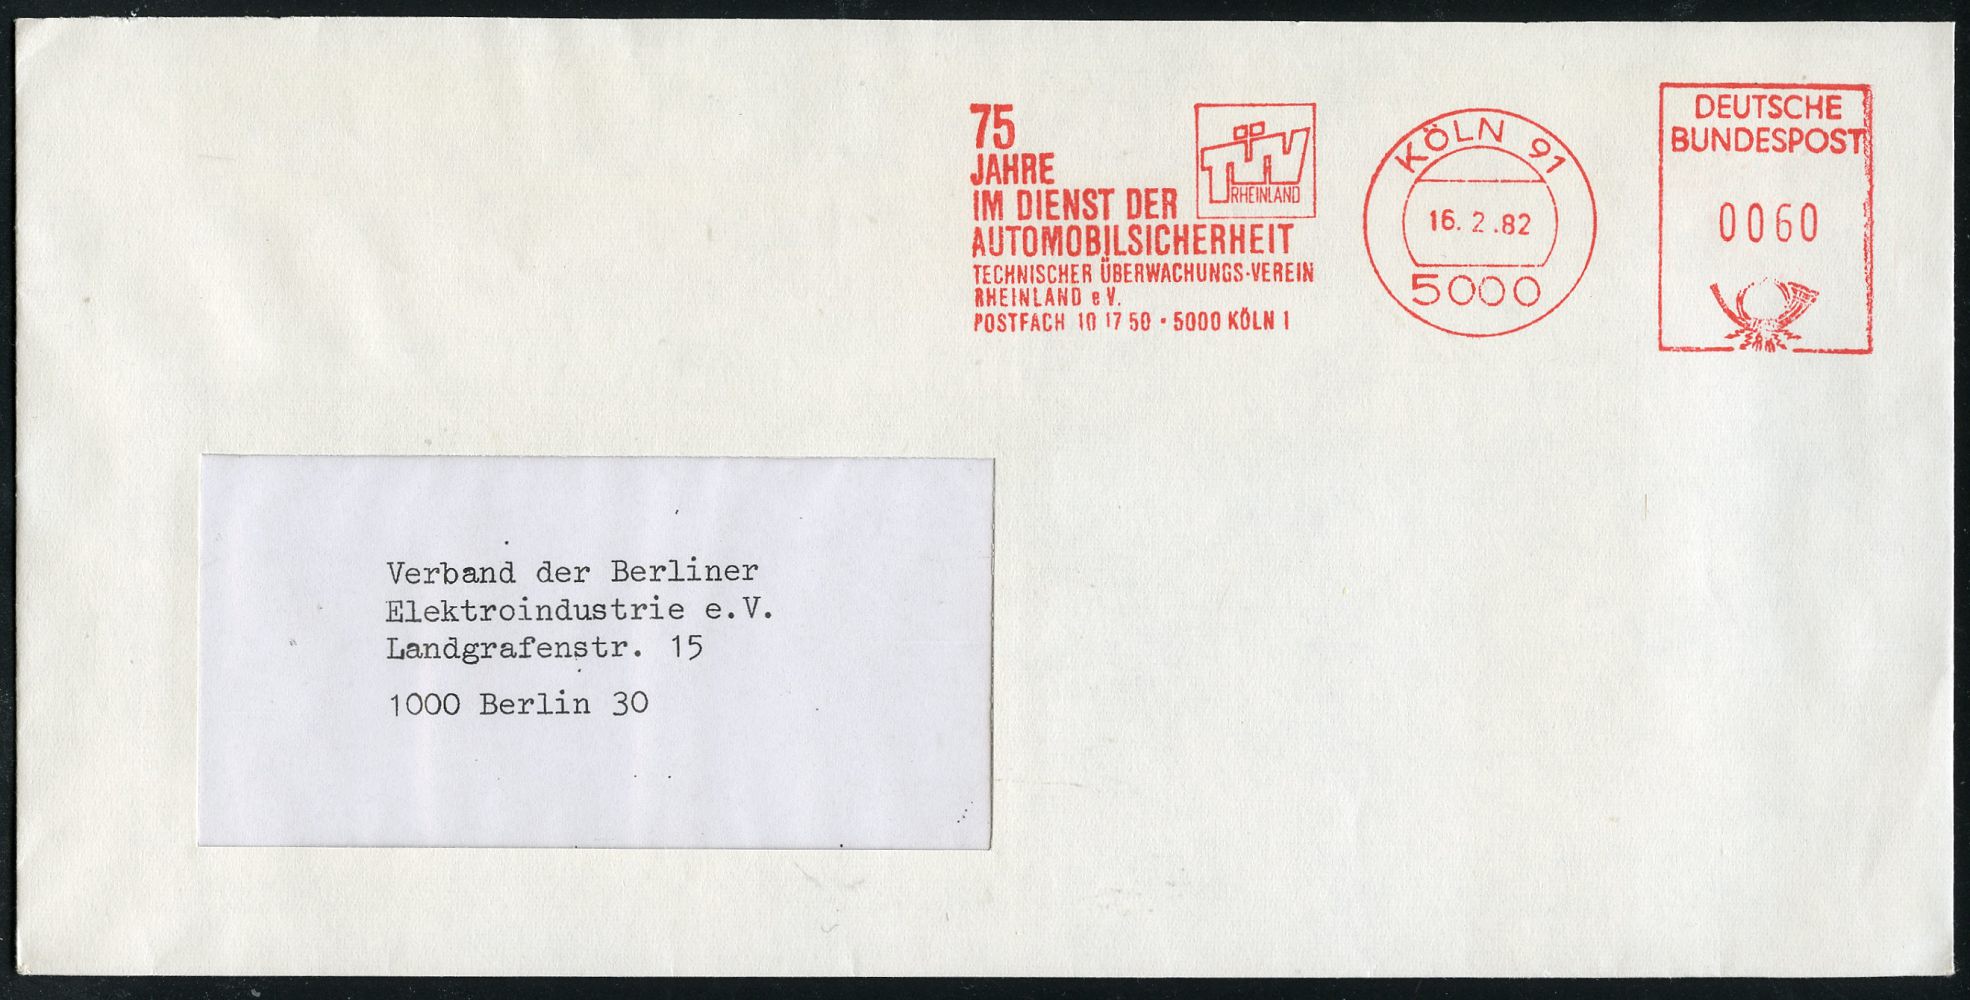 75
JAHRE
IM DIENST DER
AUTOMOBILSICHERHEIT
TECHNISCHER ÜBERWACHUNGS-VEREIN
RHEINLAND e V.
POSTFACH 10 17 50 · 5000 KÖLN 1
TÜV
RHEINLAND
KÖLN 91
16. 2 .82
5000
DEUTSCHE
BUNDESPOST
0060
Verband der Berliner
Elektroindustrie e.V.
Landgrafenstr. 15
1000 Berlin 30